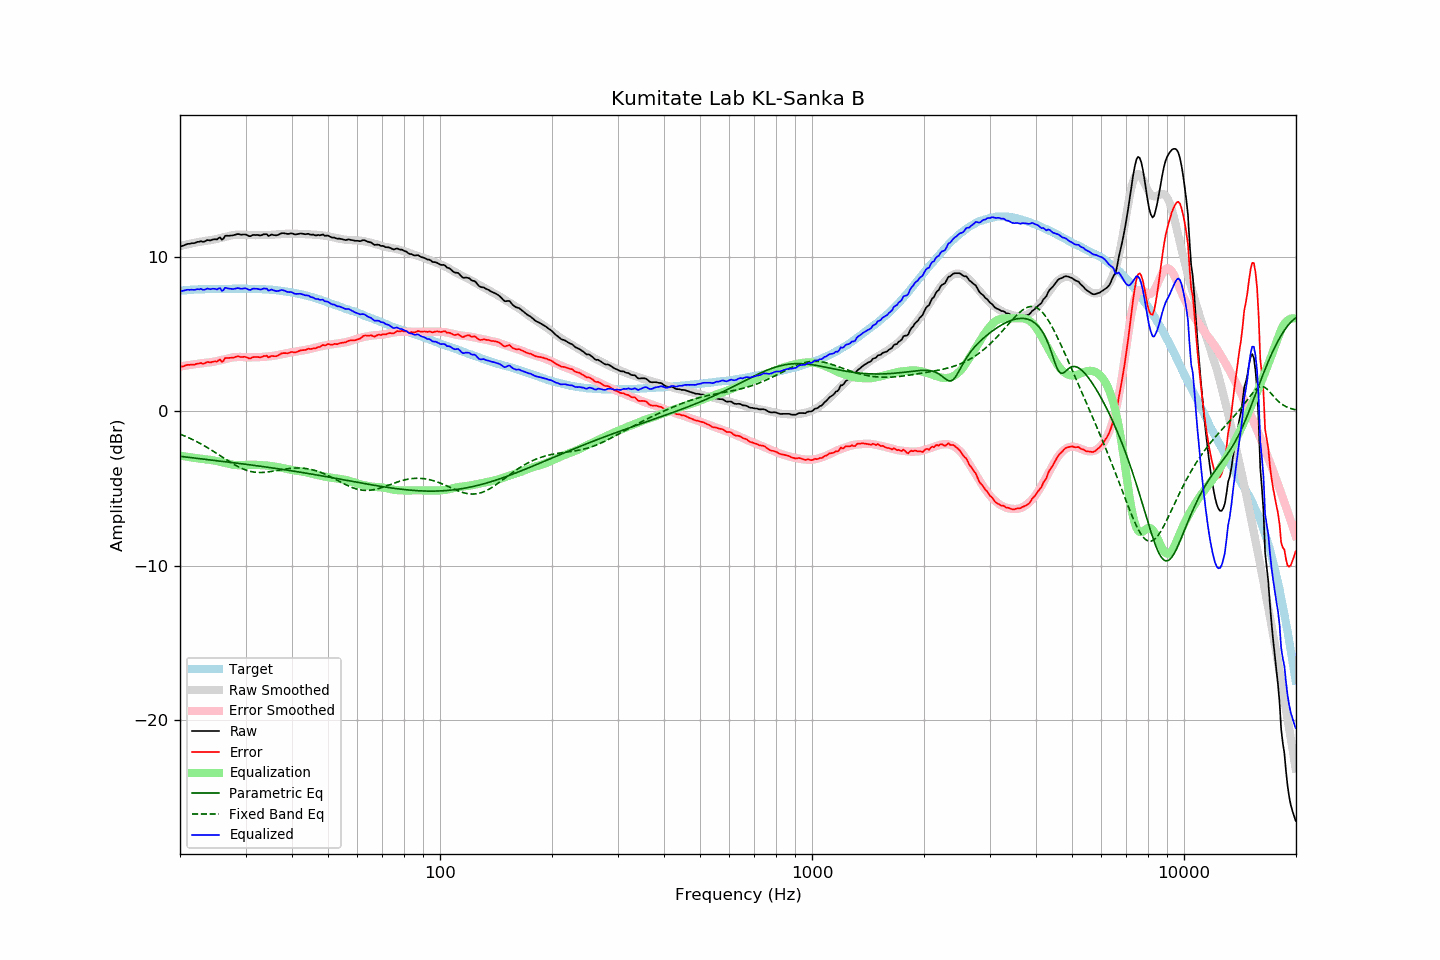 Kumitate Lab KL-Sanka B
Amplitude (dBr)
10
0
−10
−20
Target
Raw Smoothed
Error Smoothed
Raw
Error
Equalization
Parametric Eq
Fixed Band Eq
Equalized
100
1000
10000
Frequency (Hz)